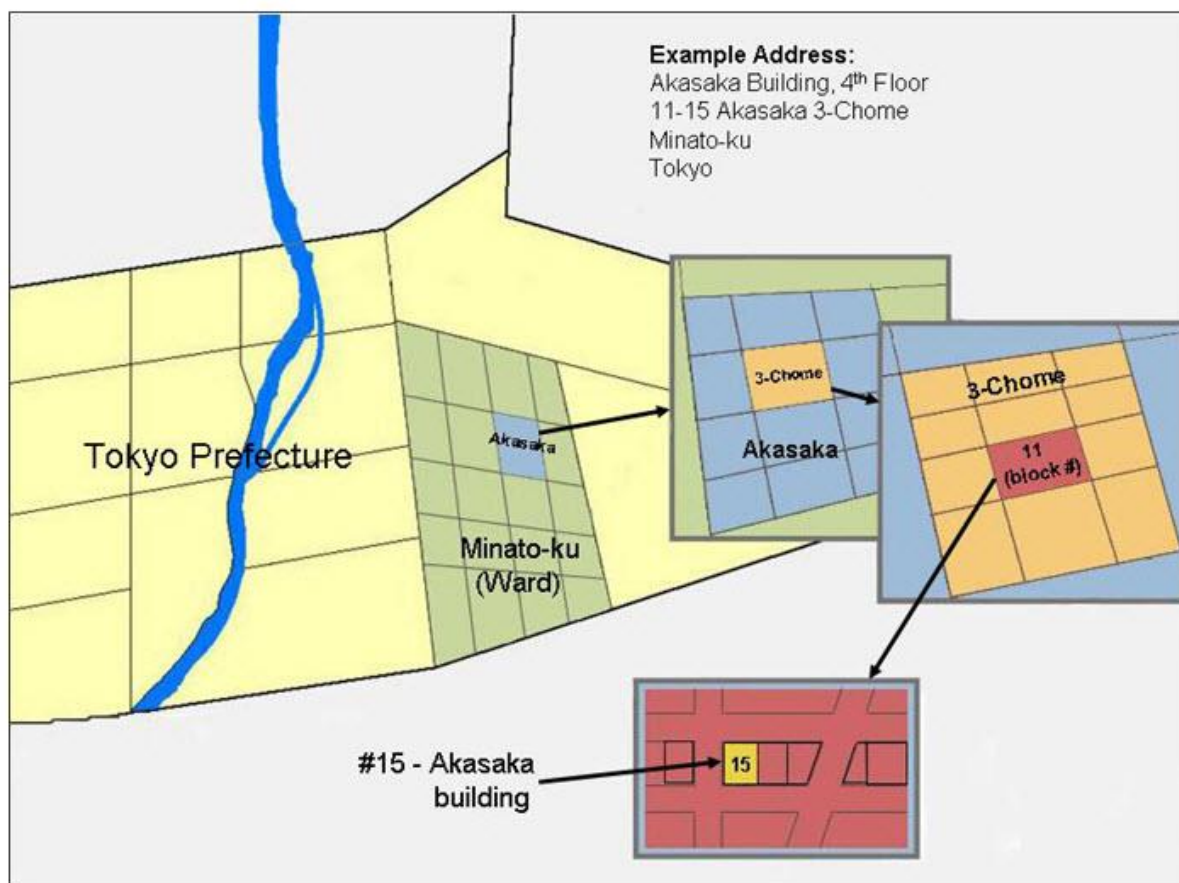 Example Address:
Akasaka Building, 4th Floor
11-15 Akasaka 3-Chome
Minato-ku
Tokyo
Tokyo Prefecture
Akasaka
Minato-ku
(Ward)
3-Chome
Akasaka
3-Chome
11
(block #)
#15 - Akasaka
building
15